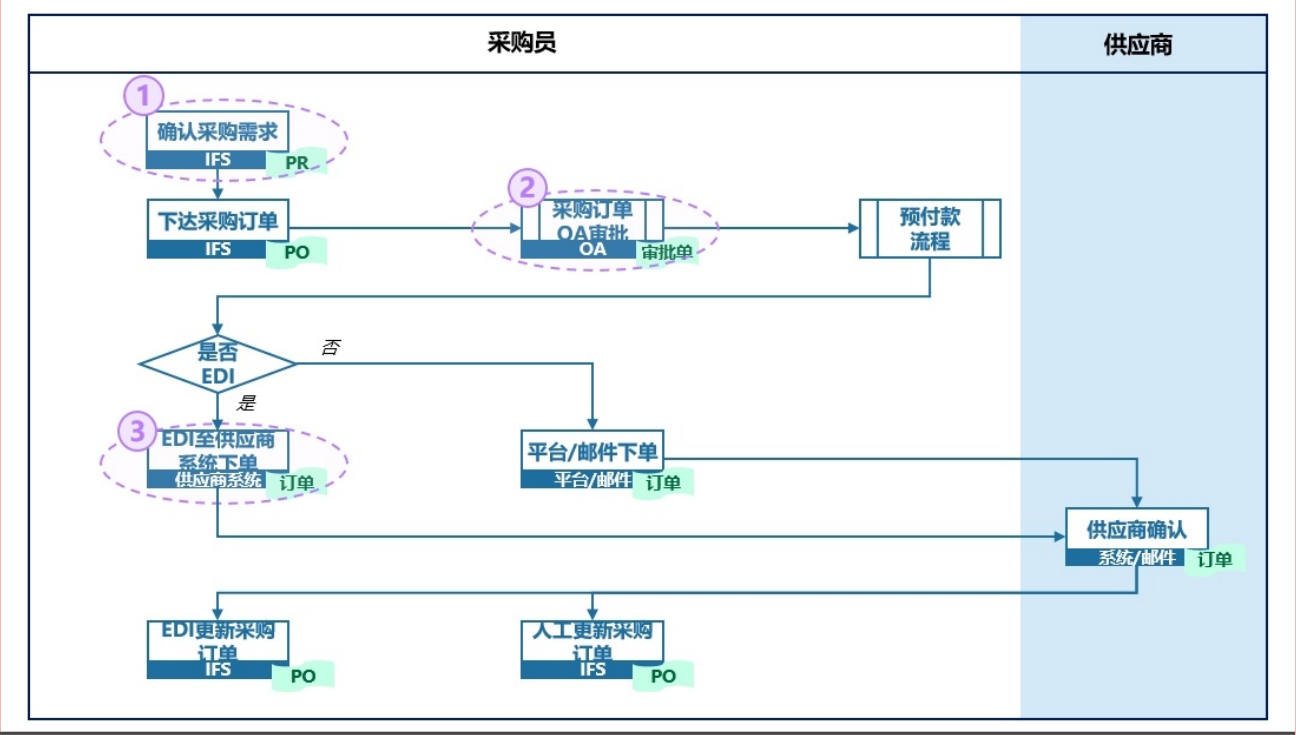 采购员
供应商
1
确认采购需求
IFS
PR
下达采购订单
IFS
PO
2
采购订单
OA审批
OA
审批单
预付款
流程
是否
EDI
否
是
3
EDI至供应商
系统下单
供应商系统
订单
平台/邮件下单
平台/邮件
订单
供应商确认
系统/邮件
订单
EDI更新采购
订单
IFS
PO
人工更新采购
订单
IFS
PO